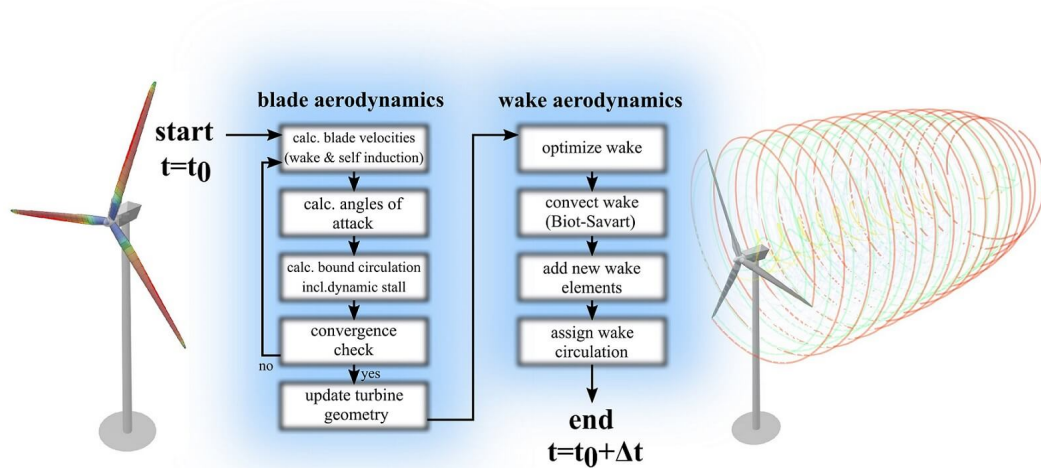 blade aerodynamics
start
t=t0
calc. blade velocities
(wake & self induction)
calc. angles of
attack
calc. bound circulation
incl.dynamic stall
convergence
check
no
yes
update turbine
geometry
wake aerodynamics
optimize wake
convect wake
(Biot-Savart)
add new wake
elements
assign wake
circulation
end
t=t0+Δt